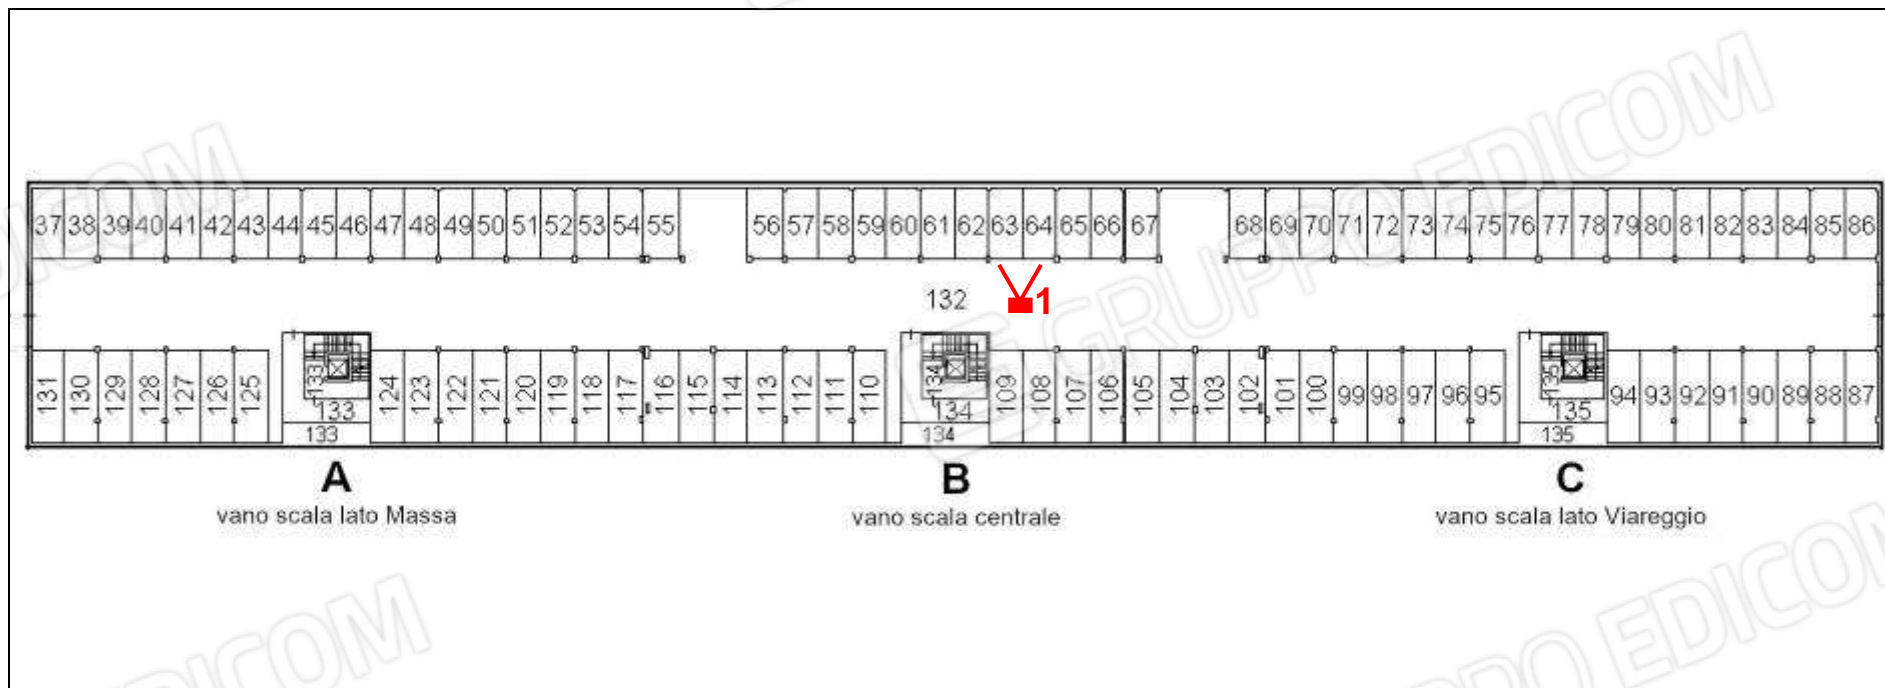 GRUPPO EDICOM
37 38 39 40 41 42 43 44 45 46 47 48 49 50 51 52 53 54 55 56 57 58 59 60 61 62 63 64 65 66 67 68 69 70 71 72 73 74 75 76 77 78 79 80 81 82 83 84 85 86
132
1
131 130 129 128 127 126 125 133 124 123 122 121 120 119 118 117 116 115 114 113 112 111 110 134 109 108 107 106 105 104 103 102 101 100 99 98 97 96 95 135 94 93 92 91 90 89 88 87
133 134 135
133 134 135
A B C
vano scala lato Massa vano scala centrale vano scala lato Viareggio
EDICOM
GRUPPO EDICOM
EDICOM
PPO EDICOM